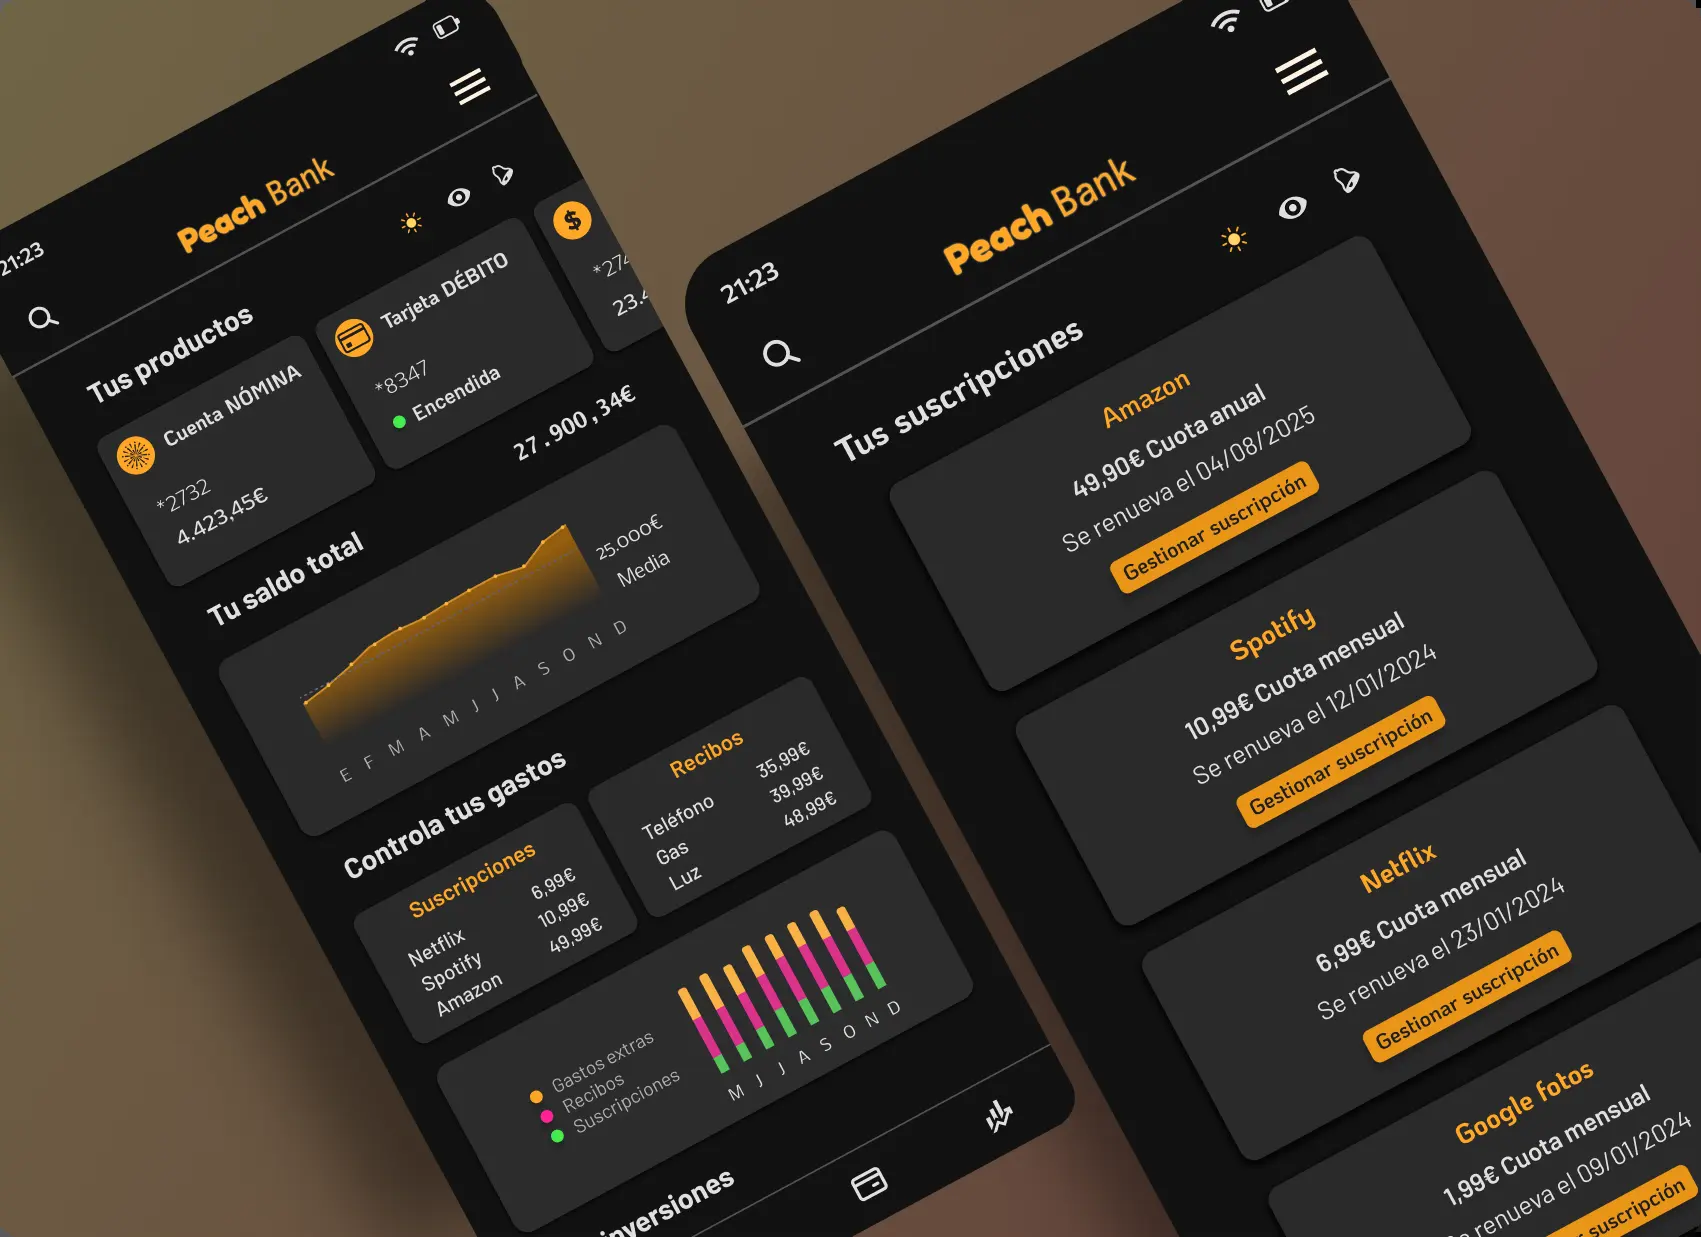 21:23
Peach Bank
Tus productos
Cuenta NÓMINA
*2732
4.423,45€
Tarjeta DÉBITO
*8347
Encendida
$
*274
23.4
Tu saldo total
27.900,34€
25.000€
Media
E F M A M J J A S O N D
Controla tus gastos
Suscripciones
Netflix 6,99€
Spotify 10,99€
Amazon 49,99€
Recibos
Teléfono 35,99€
Gas 39,99€
Luz 48,99€
Gastos extras
Recibos
Suscripciones
M J J A S O N D
inversiones
21:23
Peach Bank
Tus suscripciones
Amazon
49,90€ Cuota anual
Se renueva el 04/08/2025
Gestionar suscripción
Spotify
10,99€ Cuota mensual
Se renueva el 12/01/2024
Gestionar suscripción
Netflix
6,99€ Cuota mensual
Se renueva el 23/01/2024
Gestionar suscripción
Google fotos
1,99€ Cuota mensual
renueva el 09/01/2024
suscripción